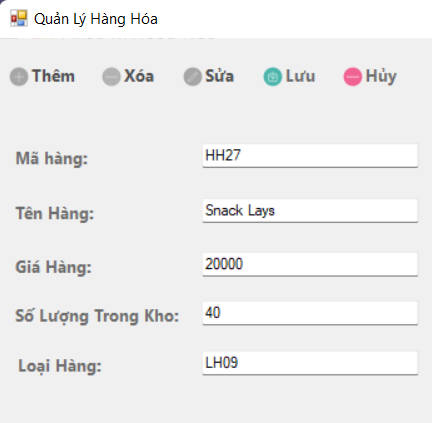 Quản Lý Hàng Hóa
Thêm Xóa Sửa Lưu Hủy
Mã hàng: HH27
Tên Hàng: Snack Lays
Giá Hàng: 20000
Số Lượng Trong Kho: 40
Loại Hàng: LH09